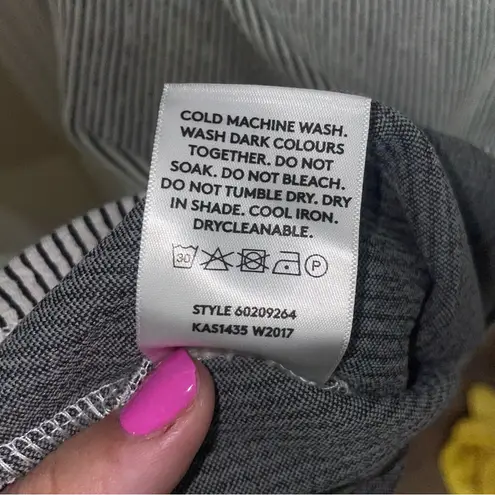 COLD MACHINE WASH.
WASH DARK COLOURS
TOGETHER. DO NOT
SOAK. DO NOT BLEACH.
DO NOT TUMBLE DRY. DRY
IN SHADE. COOL IRON.
DRYCLEANABLE.
30 P
STYLE 60209264
KAS1435 W2017